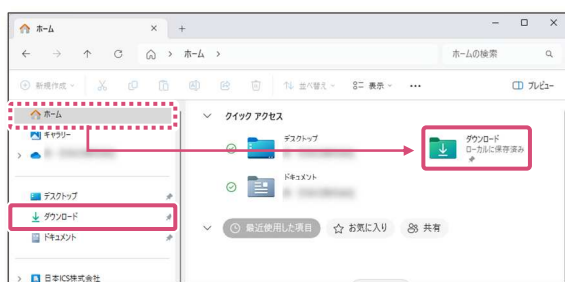 ホーム
ホーム
ホームの検索
新規作成
並べ替え
表示
プレビュー
ホーム
ギャラリー
デスクトップ
ダウンロード
ドキュメント
日本ICS株式会社
クイック アクセス
デスクトップ
ダウンロード
ローカルに保存済み
ドキュメント
最近使用した項目
お気に入り
共有